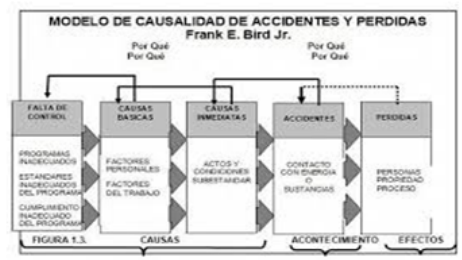 MODELO DE CAUSALIDAD DE ACCIDENTES Y PERDIDAS
Frank E. Bird Jr.
Por Qué
Por Qué
Por Qué
Por Qué
FALTA DE
CONTROL
PROGRAMAS
INADECUADOS
ESTANDARES
INADECUADOS
DEL PROGRAMA
CUMPLIMIENTO
INADECUADO
DEL PROGRAMA
CAUSAS
BASICAS
FACTORES
PERSONALES
FACTORES
DEL TRABAJO
CAUSAS
INMEDIATAS
ACTOS Y
CONDICIONES
SUBESTANDAR
ACCIDENTES
CONTACTO
CON ENERGIA
O
SUSTANCIAS
PERDIDAS
PERSONAS
PROPIEDAD
PROCESO
FIGURA 1.3.
CAUSAS
ACONTECIMIENTO
EFECTOS